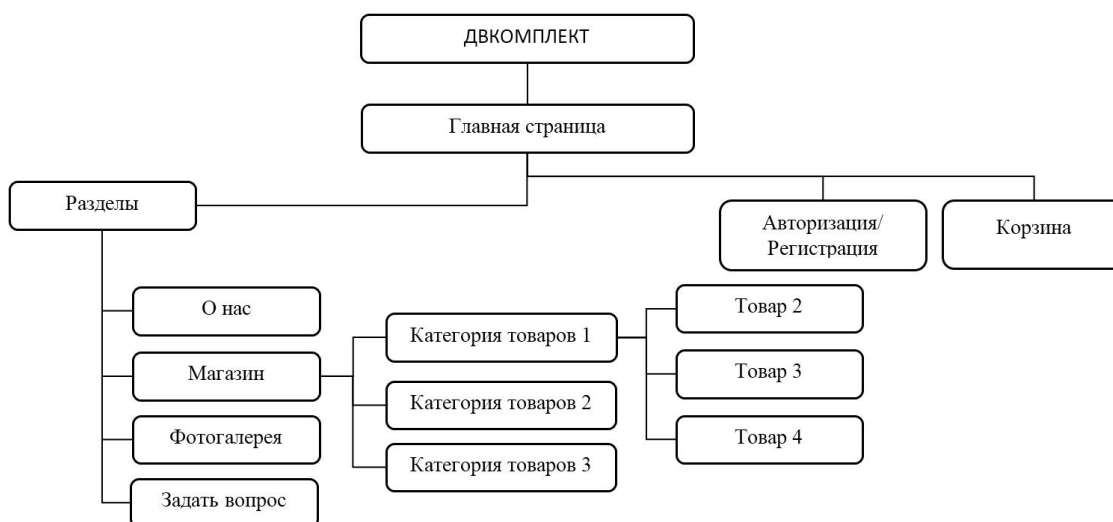 ДВКОМПЛЕКТ
Главная страница
Разделы
Авторизация/
Регистрация
Корзина
О нас
Магазин
Фотогалерея
Задать вопрос
Категория товаров 1
Категория товаров 2
Категория товаров 3
Товар 2
Товар 3
Товар 4